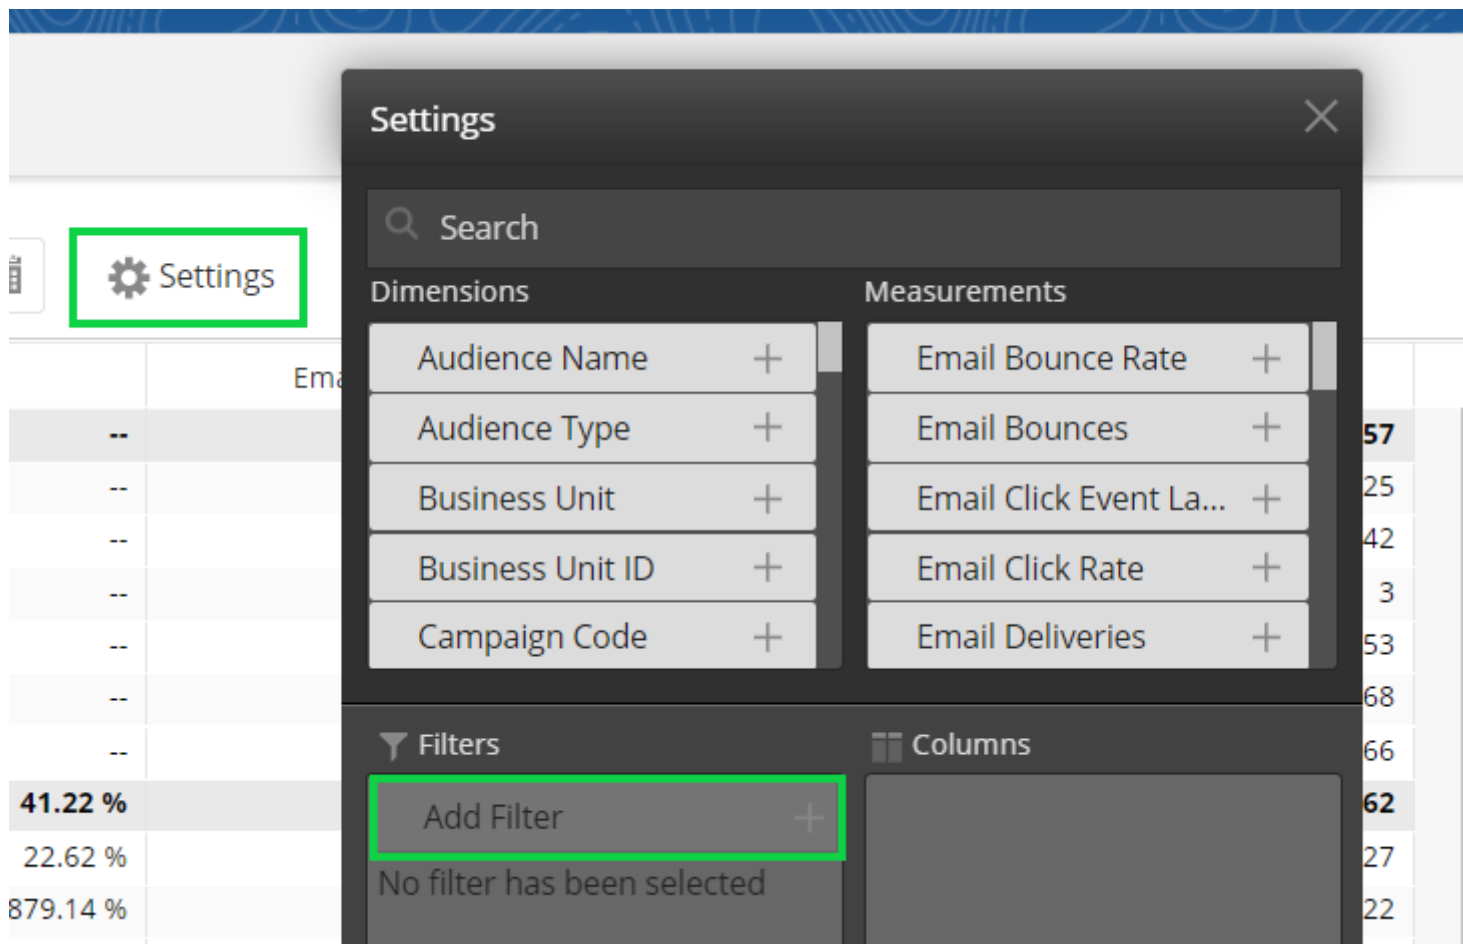 Settings
Search
Settings
Dimensions
Measurements
Audience Name
Email Bounce Rate
Ema
Audience Type
Email Bounces
--
57
Business Unit
Email Click Event La...
--
25
Business Unit ID
Email Click Rate
--
42
--
3
Campaign Code
Email Deliveries
--
53
--
68
Filters
Columns
--
66
41.22 %
Add Filter
62
22.62 %
27
No filter has been selected
879.14 %
22